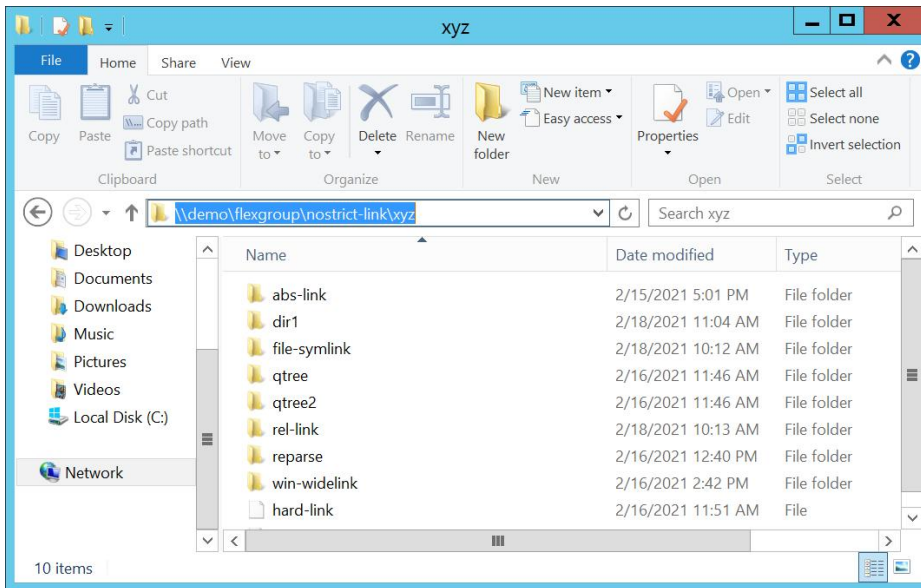 xyz
File Home Share View
Copy
Paste
Cut
Copy path
Paste shortcut
Clipboard
Move to
Copy to
Delete
Rename
Organize
New folder
New item
Easy access
New
Properties
Open
Edit
Open
Select all
Select none
Invert selection
Select
\\demo\flexgroup\nostrict-link\xyz
Search xyz
Desktop
Documents
Downloads
Music
Pictures
Videos
Local Disk (C:)
Network
Name Date modified Type
abs-link 2/15/2021 5:01 PM File folder
dir1 2/18/2021 11:04 AM File folder
file-symlink 2/18/2021 10:12 AM File folder
qtree 2/16/2021 11:46 AM File folder
qtree2 2/16/2021 11:46 AM File folder
rel-link 2/18/2021 10:13 AM File folder
reparse 2/16/2021 12:40 PM File folder
win-widelink 2/16/2021 2:42 PM File folder
hard-link 2/16/2021 11:51 AM File
10 items